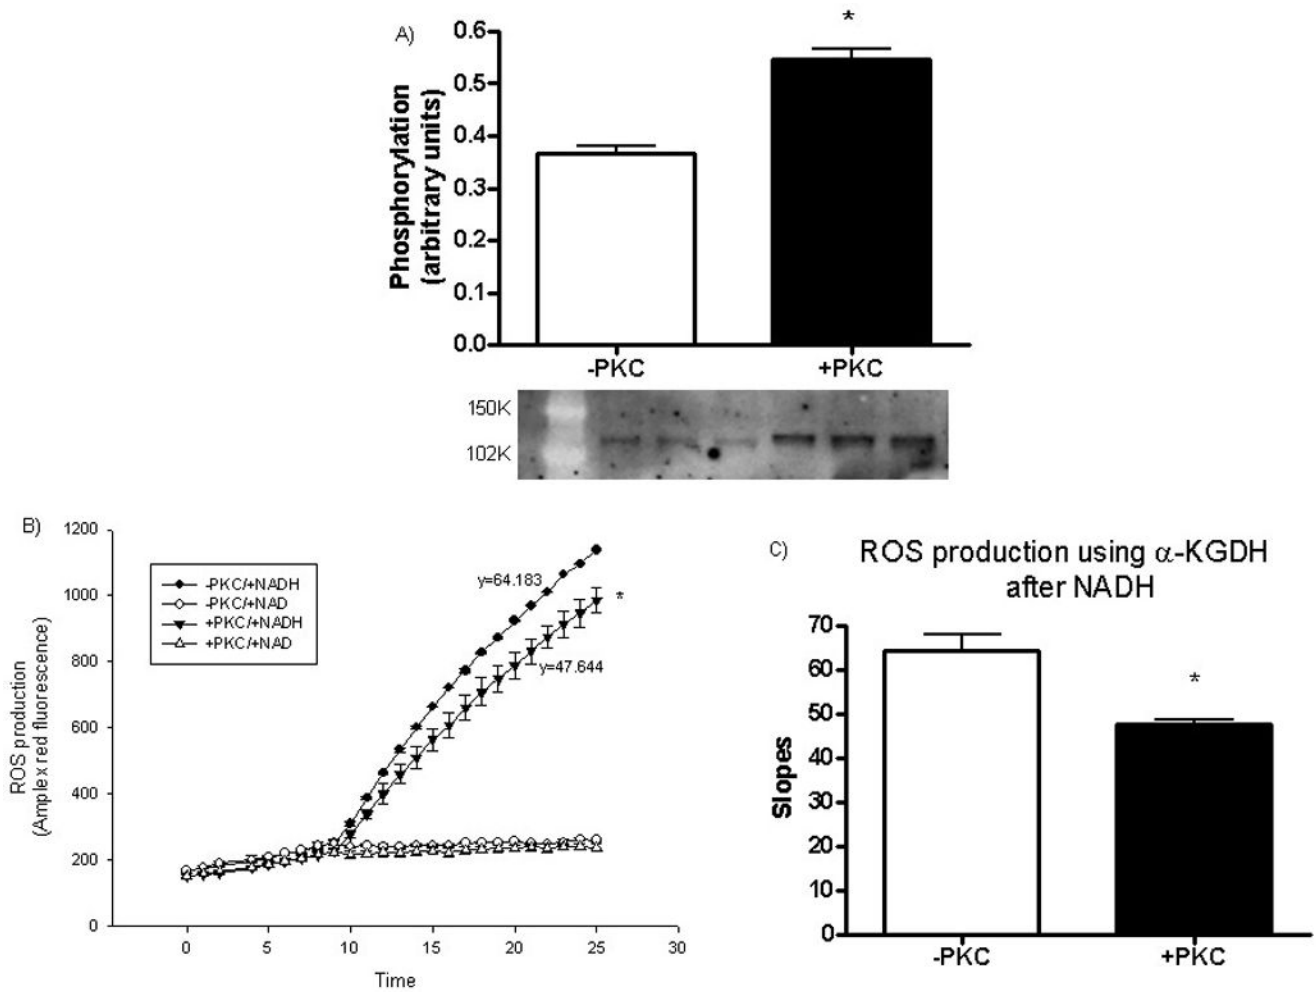 A)
*
0.6
0.5
0.4
0.3
0.2
0.1
0.0
Phosphorylation
(arbitrary units)
-PKC
+PKC
150K
102K
B)
1200
1000
800
600
400
200
0
ROS production
(Amplex red fluorescence)
-PKC/+NADH
-PKC/+NAD
+PKC/+NADH
+PKC/+NAD
y=64.183
*
y=47.644
0
5
10
15
20
25
30
Time
C)
ROS production using α-KGDH
after NADH
70
60
50
40
30
20
10
0
Slopes
*
-PKC
+PKC